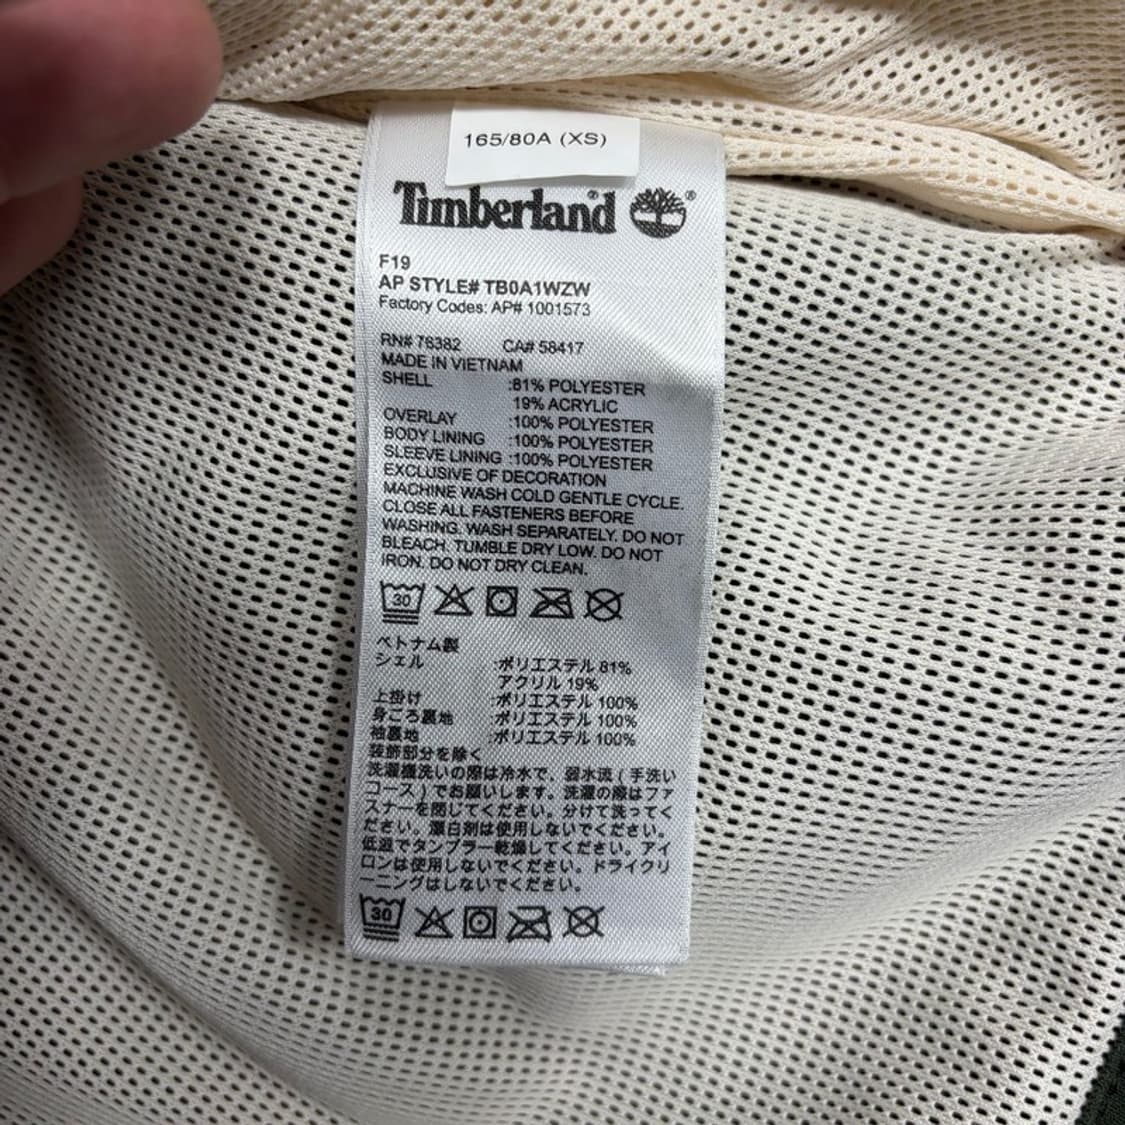 165/80A (XS)
Timberland
F19
AP STYLE# TB0A1WZW
Factory Codes: AP# 1001573
RN# 76382 CA# 58417
MADE IN VIETNAM
SHELL :81% POLYESTER
19% ACRYLIC
OVERLAY :100% POLYESTER
BODY LINING :100% POLYESTER
SLEEVE LINING :100% POLYESTER
EXCLUSIVE OF DECORATION
MACHINE WASH COLD GENTLE CYCLE.
CLOSE ALL FASTENERS BEFORE
WASHING. WASH SEPARATELY. DO NOT
BLEACH. TUMBLE DRY LOW. DO NOT
IRON. DO NOT DRY CLEAN.
30
ベトナム製
シェル :ポリエステル 81%
アクリル 19%
上掛け :ポリエステル 100%
身ごろ裏地 :ポリエステル 100%
袖裏地 :ポリエステル 100%
装飾部分を除く
洗濯機洗いの際は冷水で、弱水流(手洗い
コース)でお願いします。洗濯の際はファ
スナーを閉じてください。分けて洗ってく
ださい。漂白剤は使用しないでください。
低温でタンブラー乾燥してください。アイ
ロンは使用しないでください。ドライクリ
ーニングはしないでください。
30